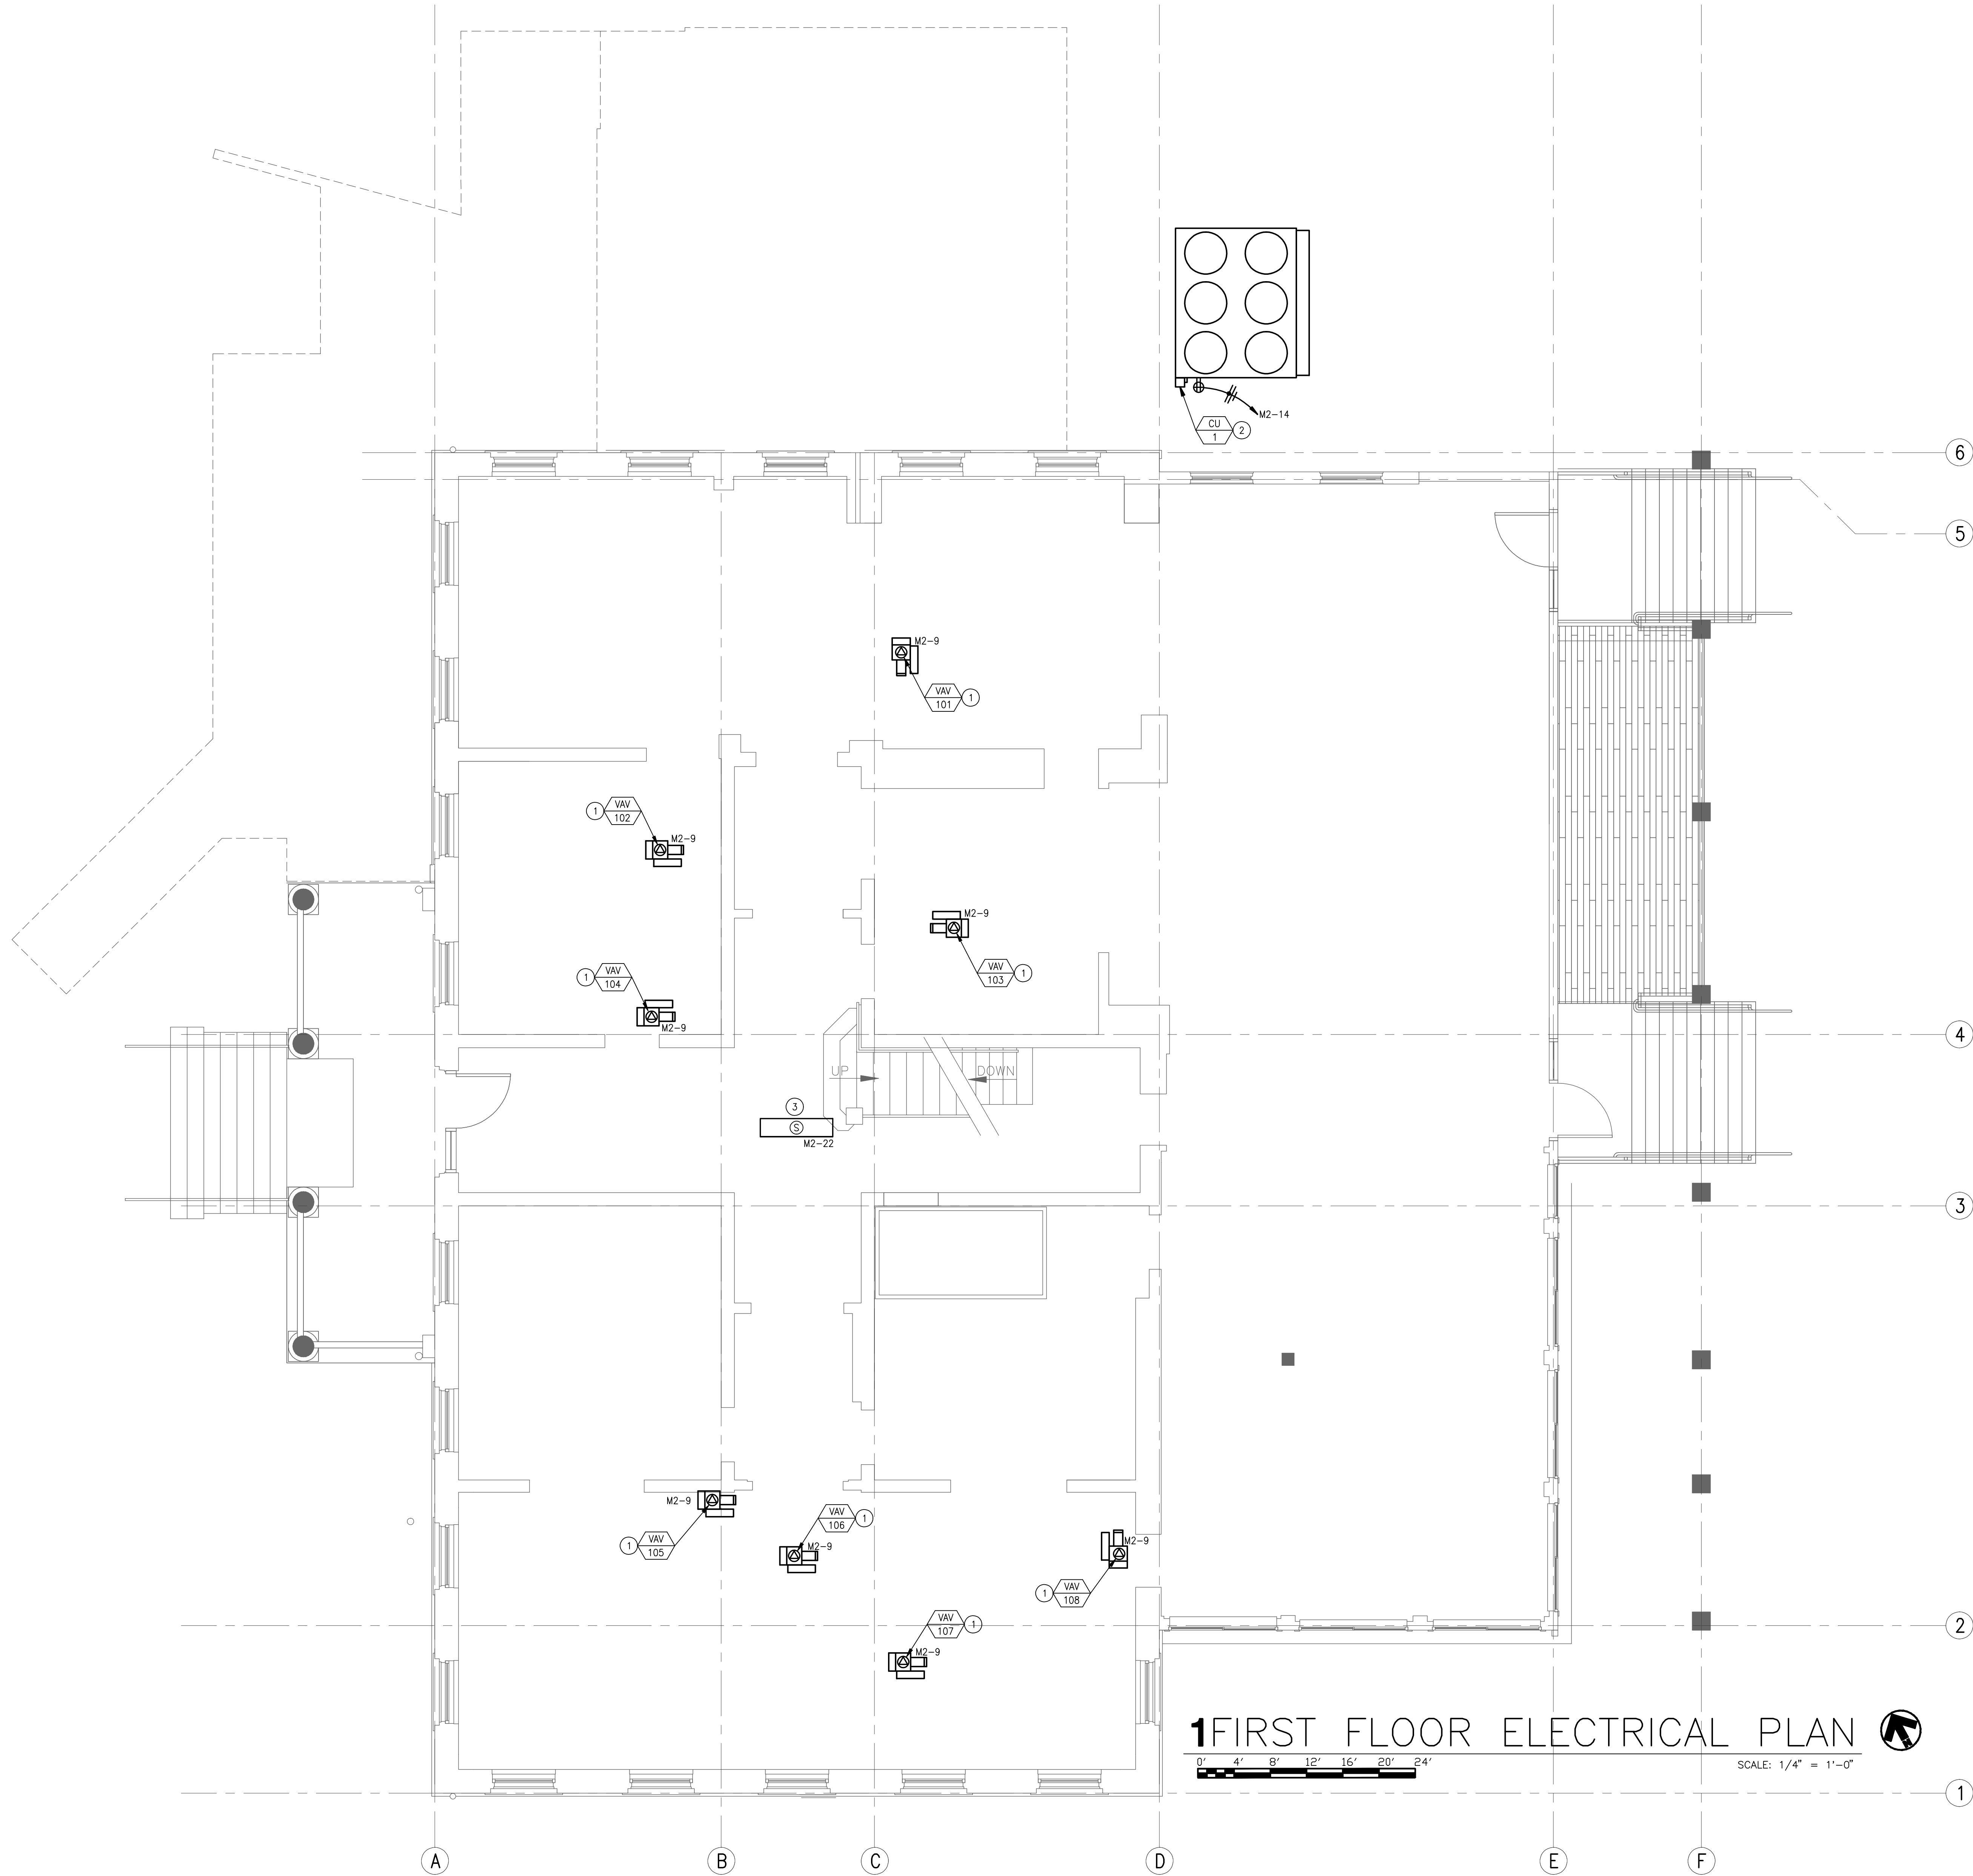 M2-14
CU
1
2
6
5
M2-9
VAV
101
1
1
VAV
102
M2-9
M2-9
VAV
103
1
1
VAV
104
M2-9
4
UP
DOWN
3
S
M2-22
3
M2-9
1
VAV
105
VAV
106
1
M2-9
M2-9
1
VAV
108
VAV
107
1
M2-9
2
1FIRST FLOOR ELECTRICAL PLAN
0' 4' 8' 12' 16' 20' 24'
SCALE: 1/4" = 1'-0"
1
A B C D E F